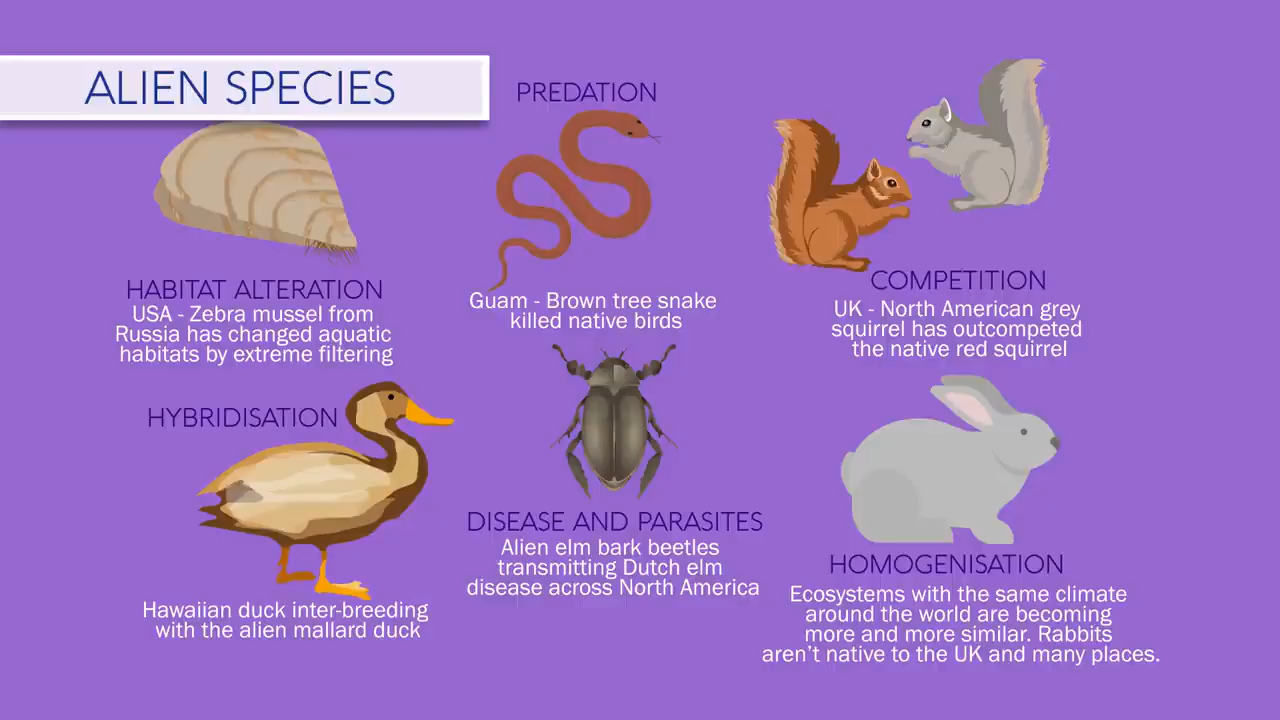 ALIEN SPECIES
PREDATION
HABITAT ALTERATION
USA - Zebra mussel from
Russia has changed aquatic
habitats by extreme filtering
Guam - Brown tree snake
killed native birds
COMPETITION
UK - North American grey
squirrel has outcompeted
the native red squirrel
HYBRIDISATION
Hawaiian duck inter-breeding
with the alien mallard duck
DISEASE AND PARASITES
Alien elm bark beetles
transmitting Dutch elm
disease across North America
HOMOGENISATION
Ecosystems with the same climate
around the world are becoming
more and more similar. Rabbits
aren't native to the UK and many places.